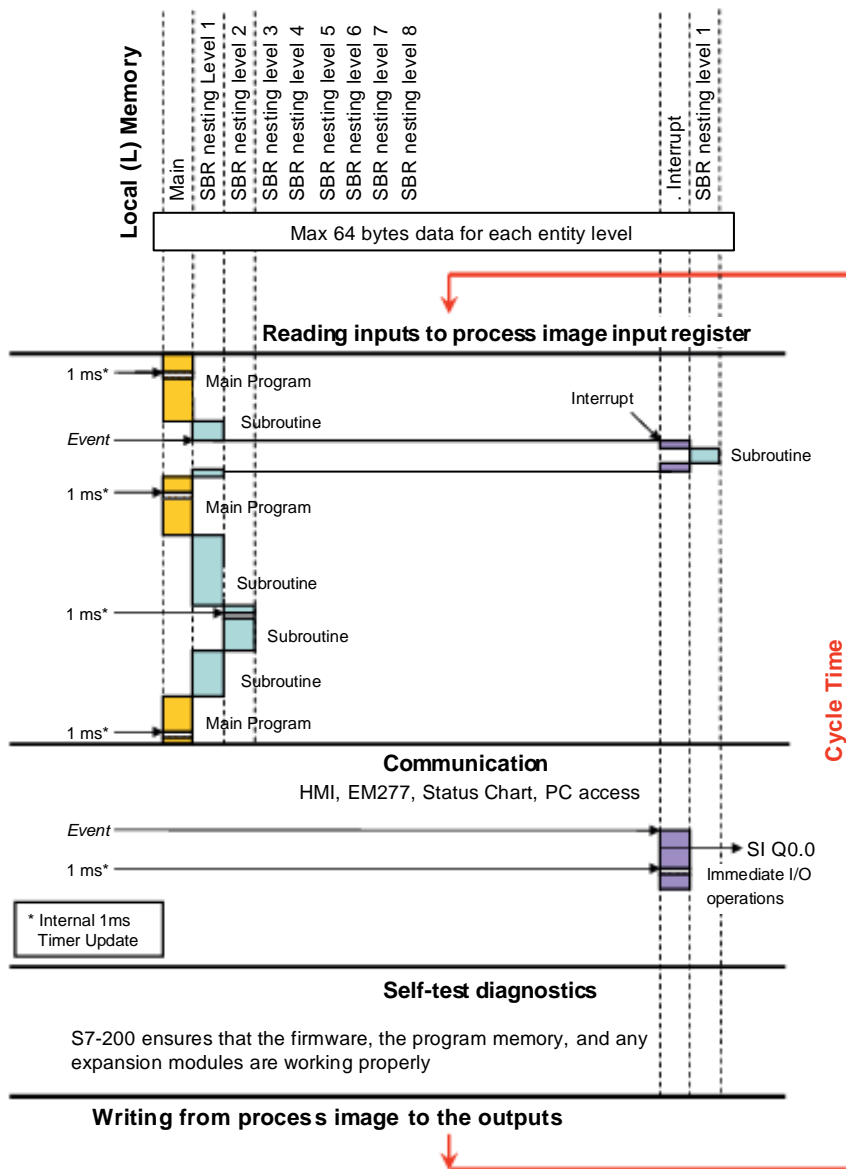 Local (L) Memory
Main
SBR nesting Level 1
SBR nesting level 2
SBR nesting level 3
SBR nesting level 4
SBR nesting level 5
SBR nesting level 6
SBR nesting level 7
SBR nesting level 8
. Interrupt
SBR nesting level 1
Max 64 bytes data for each entity level
Reading inputs to process image input register
1 ms*
Main Program
Subroutine
Interrupt
Event
Subroutine
1 ms*
Main Program
Subroutine
1 ms*
Subroutine
Subroutine
Main Program
1 ms*
Cycle Time
Communication
HMI, EM277, Status Chart, PC access
Event
SI Q0.0
1 ms*
Immediate I/O
operations
* Internal 1ms
Timer Update
Self-test diagnostics
S7-200 ensures that the firmware, the program memory, and any
expansion modules are working properly
Writing from process image to the outputs